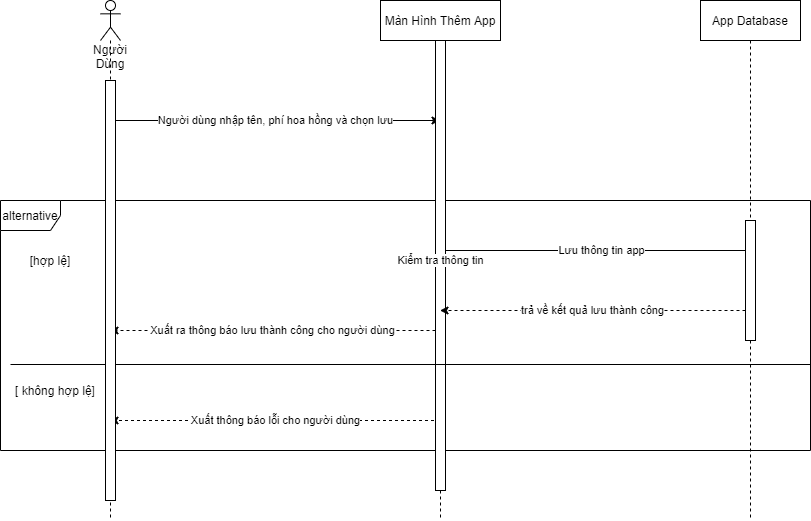 Người
Dùng
Màn Hình Thêm App
App Database
Người dùng nhập tên, phí hoa hồng và chọn lưu
alternative
[hợp lệ]
Kiểm tra thông tin
Lưu thông tin app
trả về kết quả lưu thành công
Xuất ra thông báo lưu thành công cho người dùng
[ không hợp lệ]
Xuất thông báo lỗi cho người dùng